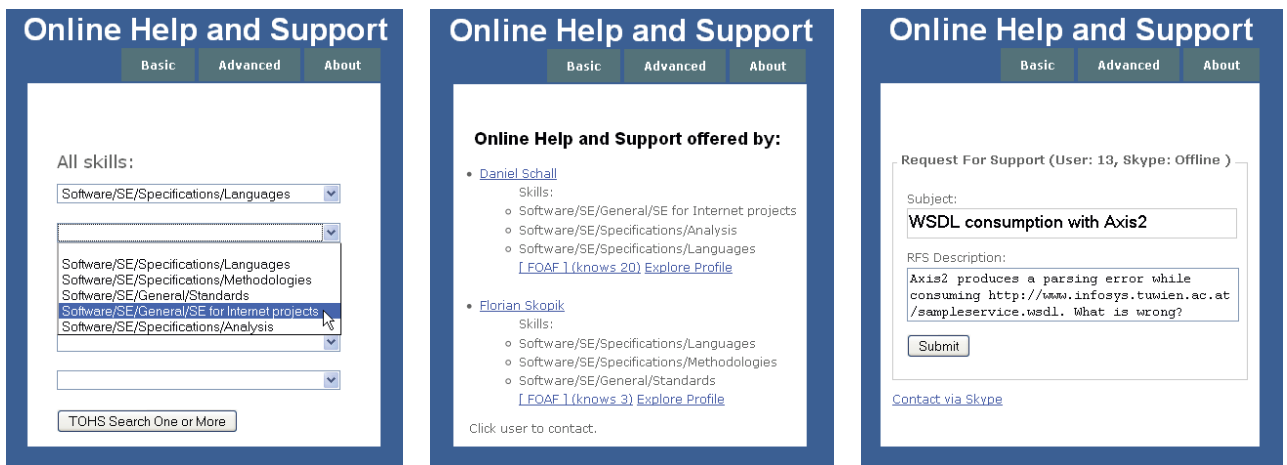 Online Help and Support
Basic Advanced About
All skills:
Software/SE/Specifications/Languages
Software/SE/Specifications/Languages
Software/SE/Specifications/Methodologies
Software/SE/General/Standards
Software/SE/General/SE for Internet projects
Software/SE/Specifications/Analysis
TOHS Search One or More
Online Help and Support
Basic Advanced About
Online Help and Support offered by:
• Daniel Schall
Skills:
Software/SE/General/SE for Internet projects
Software/SE/Specifications/Analysis
Software/SE/Specifications/Languages
[ FOAF ] (knows 20) Explore Profile
• Florian Skopik
Skills:
Software/SE/Specifications/Languages
Software/SE/Specifications/Methodologies
Software/SE/General/Standards
[ FOAF ] (knows 3) Explore Profile
Click user to contact.
Online Help and Support
Basic Advanced About
Request For Support (User: 13, Skype: Offline )
Subject:
WSDL consumption with Axis2
RFS Description:
Axis2 produces a parsing error while
consuming http://www.infosys.tuwien.ac.at
/sampleservice.wsdl. What is wrong?
Submit
Contact via Skype